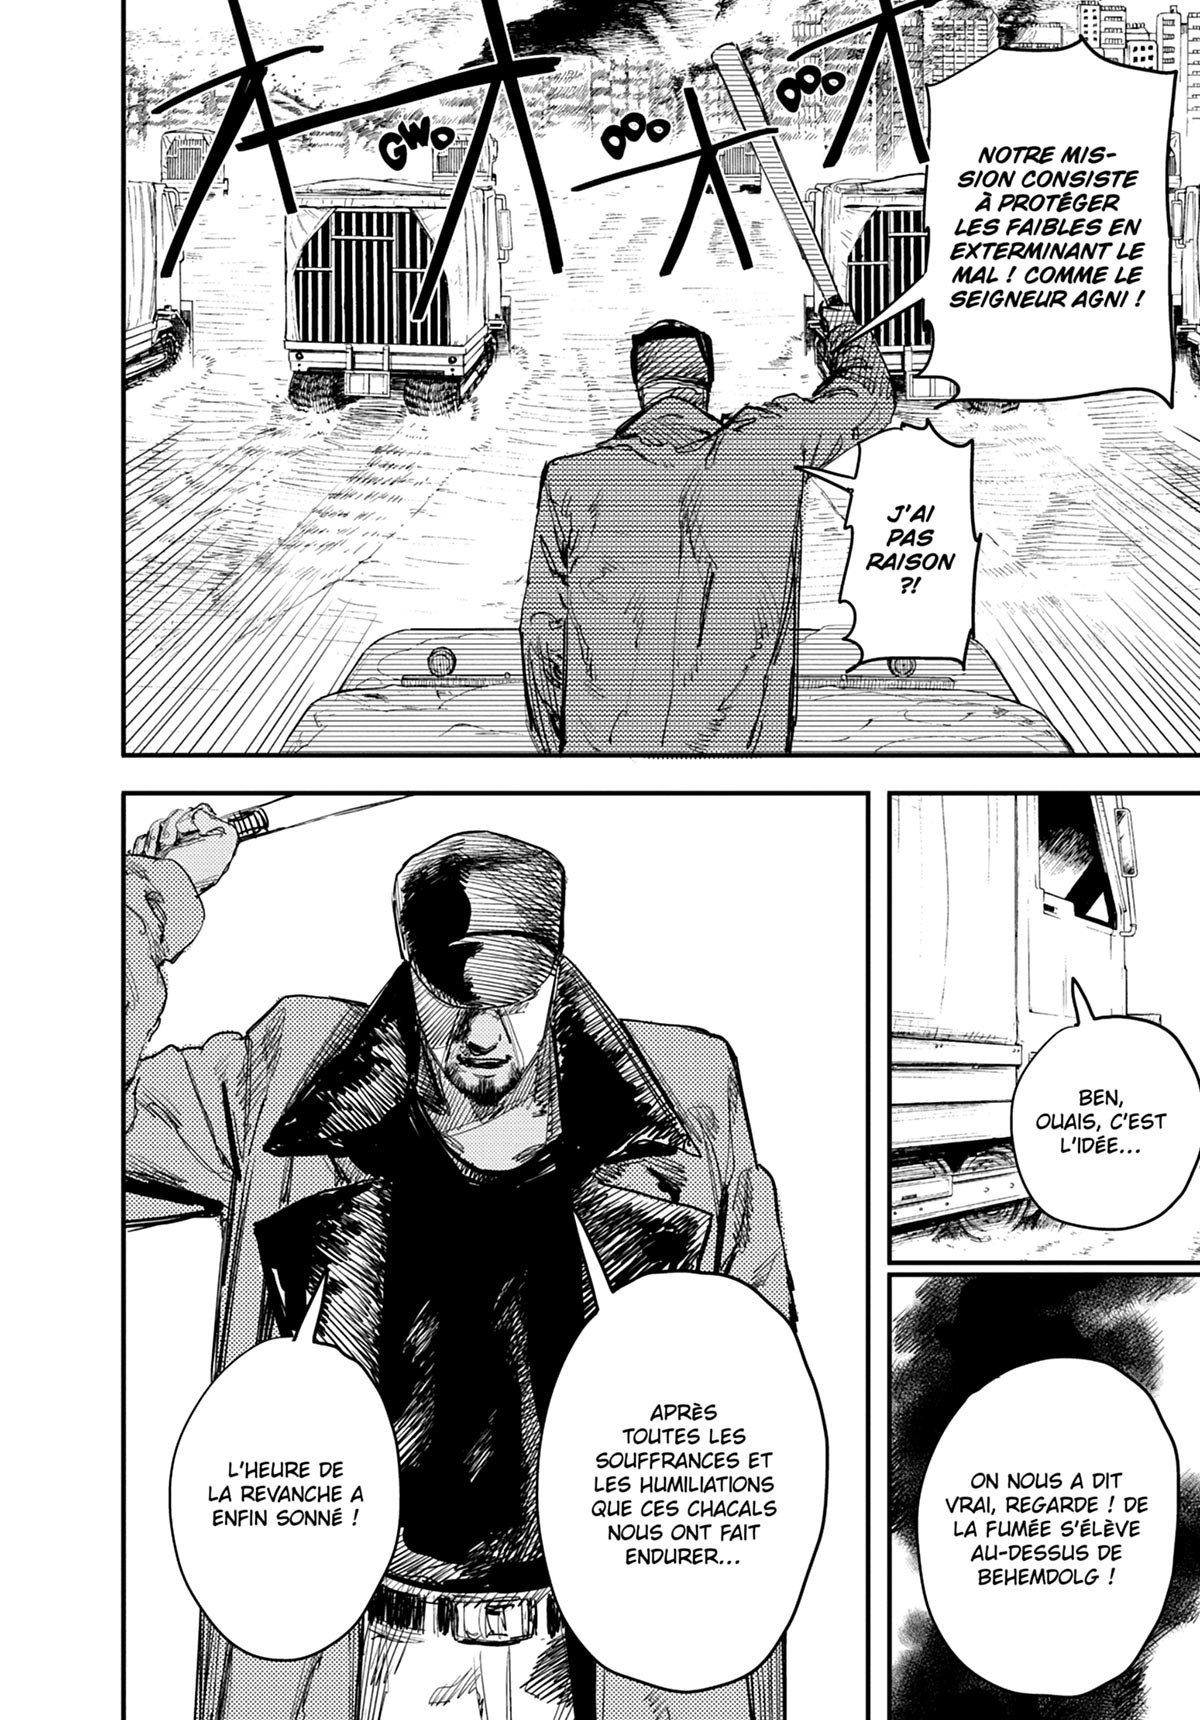 NOTRE MIS-
SION CONSISTE
À PROTÉGER
LES FAIBLES EN
EXTERMINANT LE
MAL ! COMME LE
SEIGNEUR AGNI !
DOO
DOO
GWO
J'AI
PAS
RAISON
?!
BEN,
OUAIS, C'EST
L'IDÉE...
ON NOUS A DIT
VRAI, REGARDE ! DE
LA FUMÉE S'ÉLÈVE
AU-DESSUS DE
BEHEMDOLG !
APRÈS
TOUTES LES
SOUFFRANCES ET
LES HUMILIATIONS
QUE CES CHACALS
NOUS ONT FAIT
ENDURER...
L'HEURE DE
LA REVANCHE A
ENFIN SONNÉ !